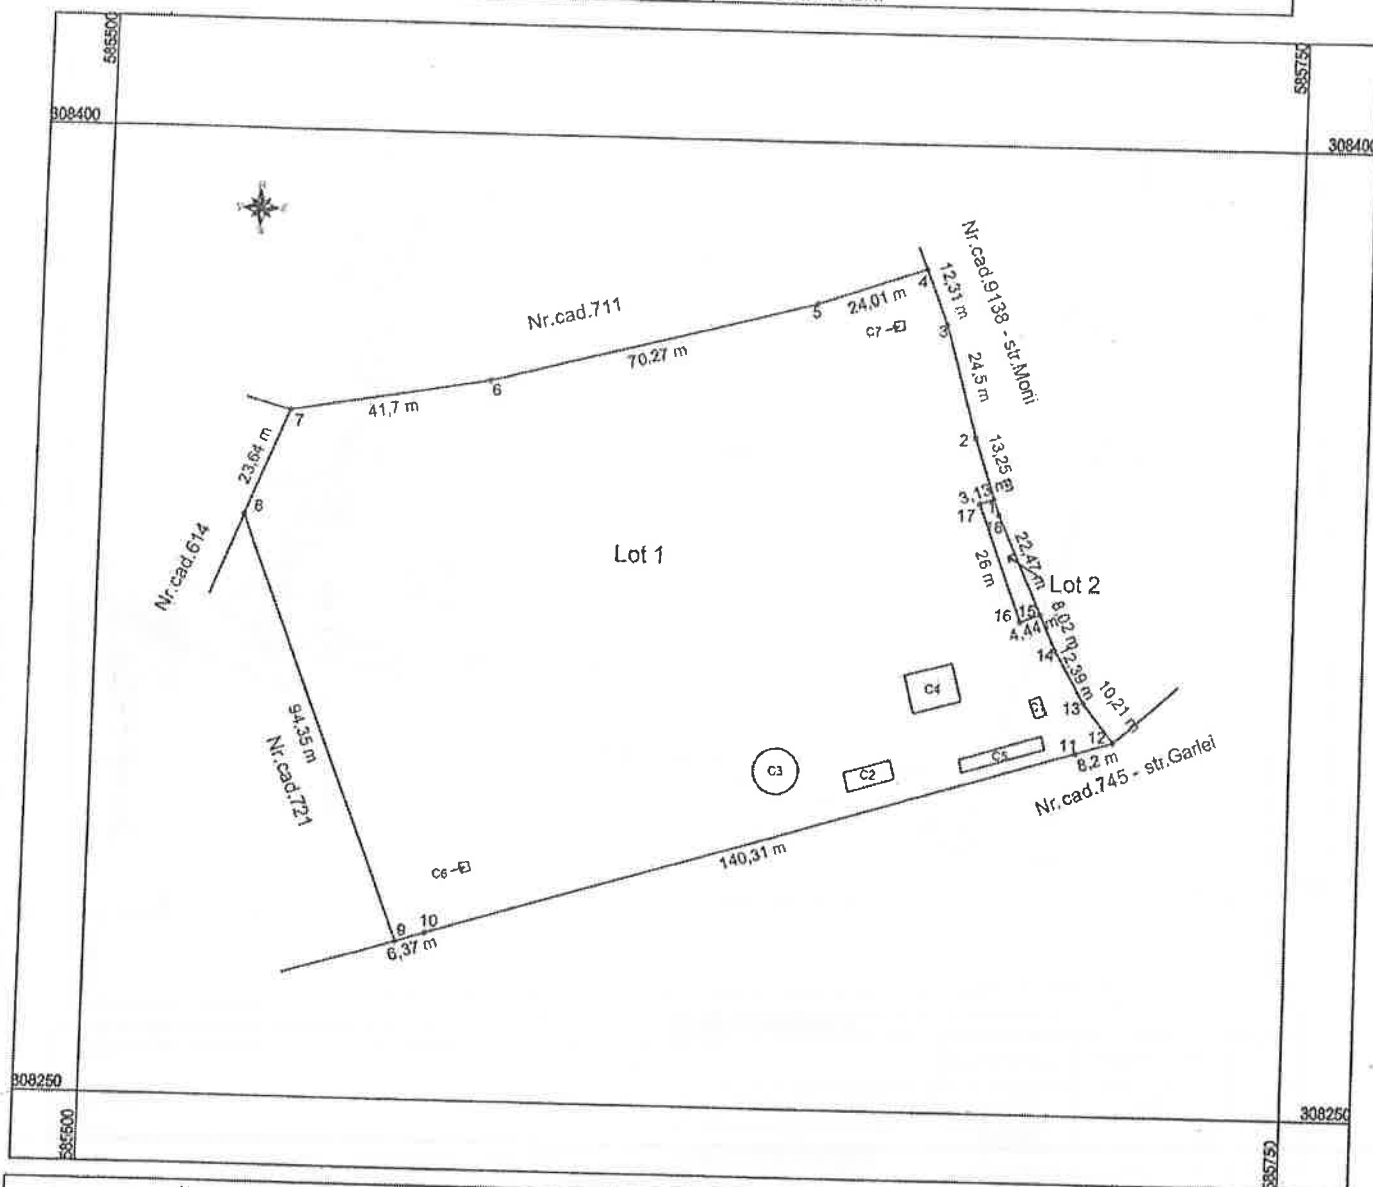 585500
585750
308400
308400
Nr.cad.9138 - str.Morii
4
12,31 m
24,01 m
5
Nr.cad.711
C7
3
70,27 m
24,5 m
6
41,7 m
7
2
13,25 m
23,64 m
3,13 m
1
8
17
18
Nr.cad.614
Lot 1
22,47 m
26 m
Lot 2
16
15
8,02 m
4,44 m
14
12,39 m
C4
10,21 m
13
C1
94,35 m
12
11
C5
8,2 m
Nr.cad.745 - str.Garlei
C3
C2
Nr.cad.721
140,31 m
C6
10
9
6,37 m
308250
308250
585500
585750